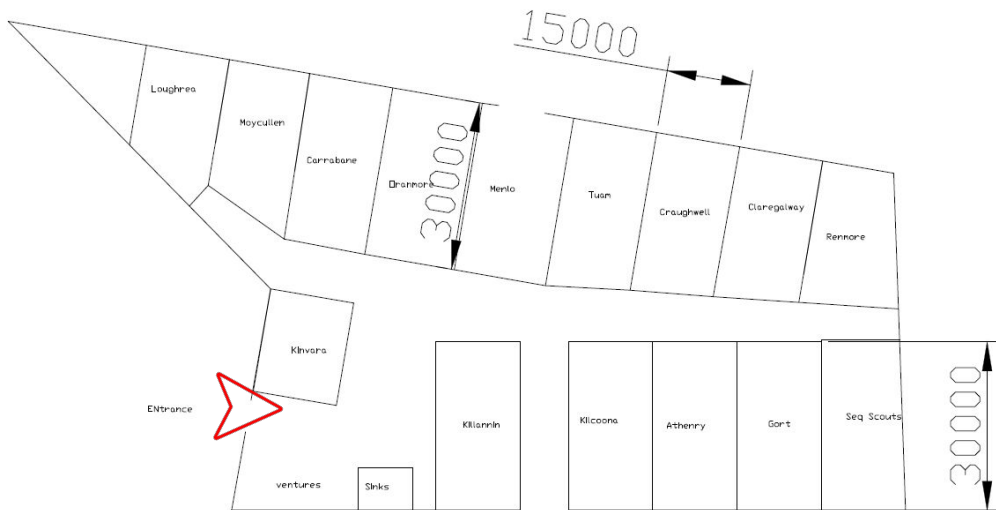 15000
Loughrea
Moycullen
Carrabane
Oranmore
30000
Menlo
Tuam
Craughwell
Claregalway
Renmore
Kinvara
ENtrance
ventures
Sinks
Killannin
Kilcoona
Athenry
Gort
Seq Scouts
30000